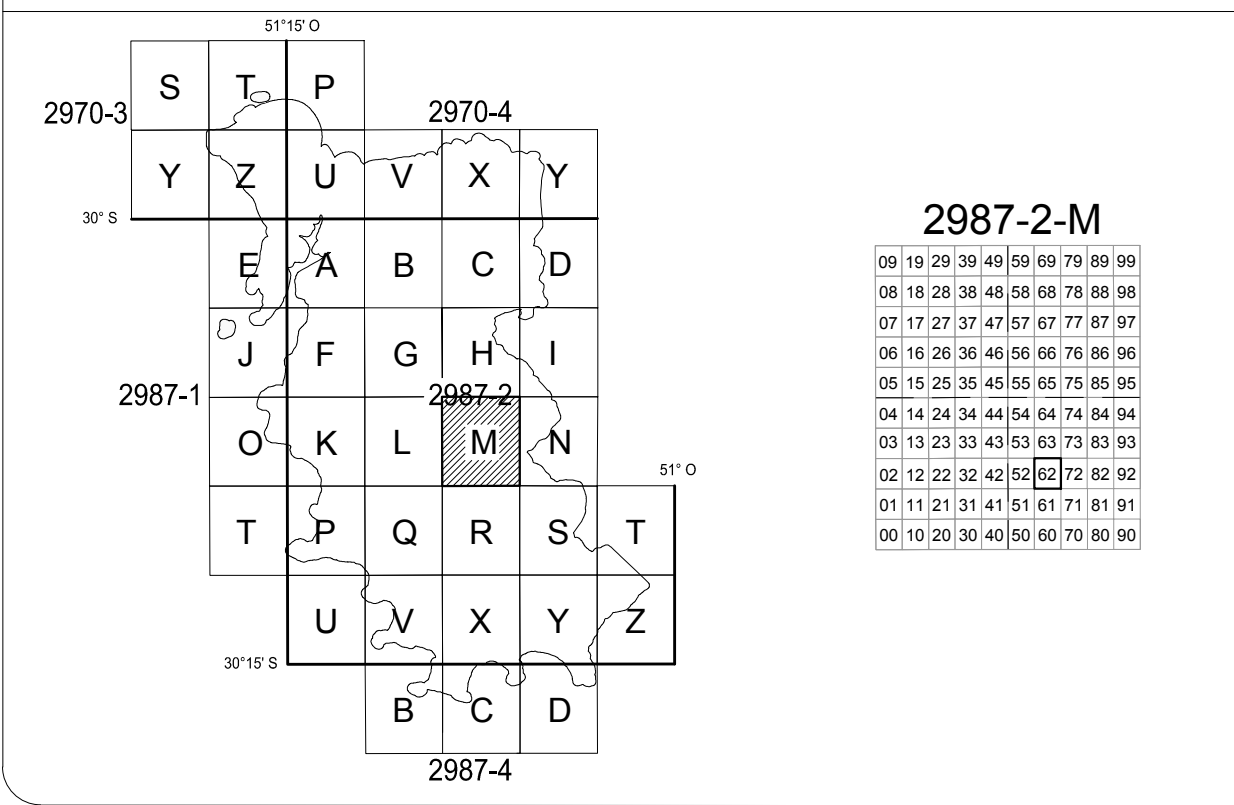 51°15' O
S T P
2970-3 2970-4
Y Z U V X Y
30° S
E A B C D
J F G H I
2987-1 2987-2
O K L M N
51° O
T P Q R S T
U V X Y Z
30°15' S
B C D
2987-4
2987-2-M
09 19 29 39 49 59 69 79 89 99
08 18 28 38 48 58 68 78 88 98
07 17 27 37 47 57 67 77 87 97
06 16 26 36 46 56 66 76 86 96
05 15 25 35 45 55 65 75 85 95
04 14 24 34 44 54 64 74 84 94
03 13 23 33 43 53 63 73 83 93
02 12 22 32 42 52 62 72 82 92
01 11 21 31 41 51 61 71 81 91
00 10 20 30 40 50 60 70 80 90